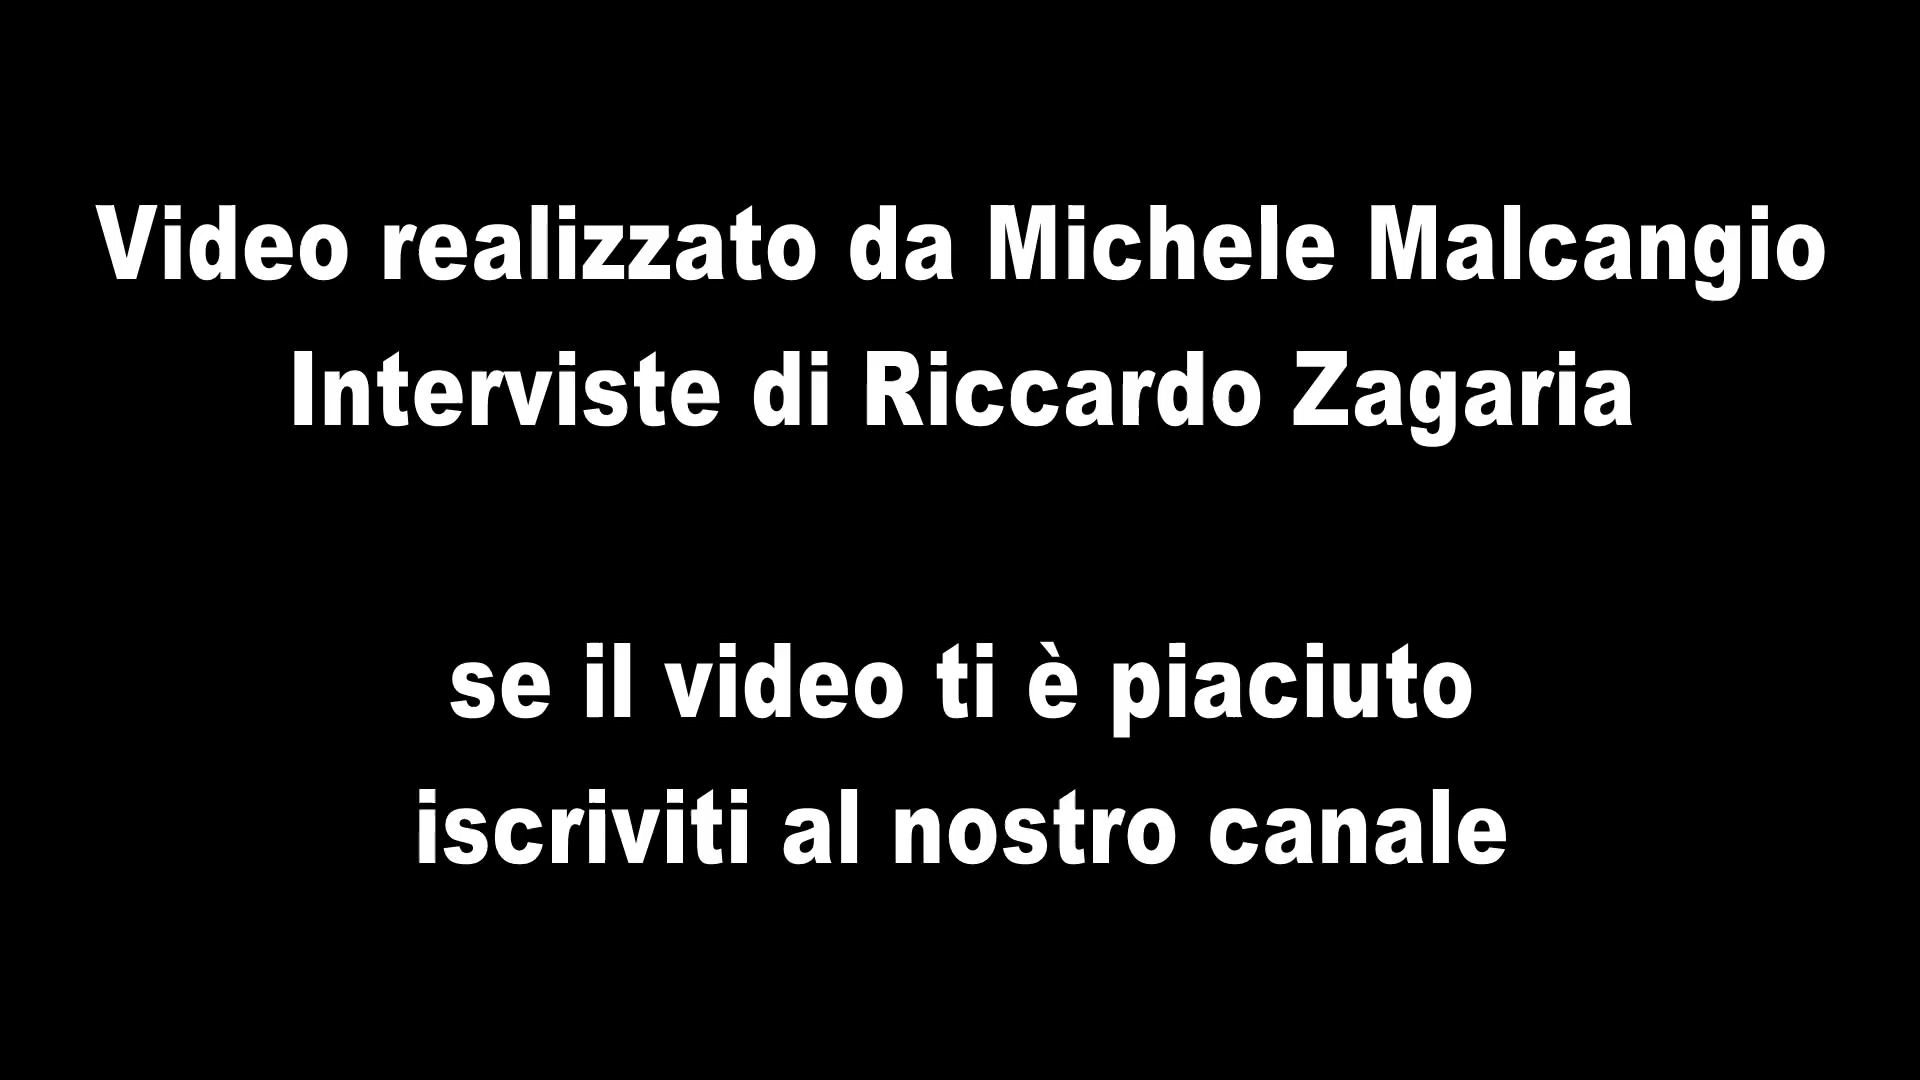 Video realizzato da Michele Malcangio
Interviste di Riccardo Zagaria
se il video ti è piaciuto
iscriviti al nostro canale